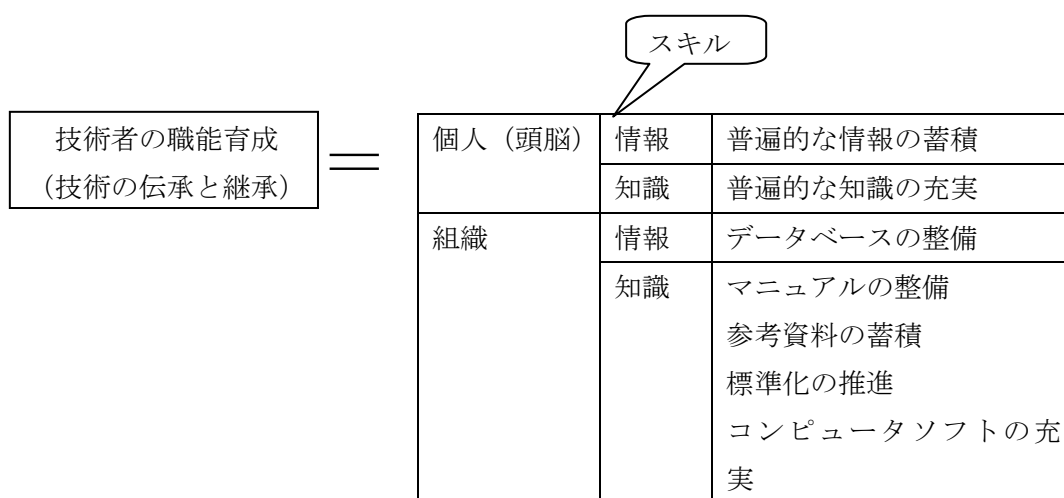 スキル
技術者の職能育成
（技術の伝承と継承）
＝
個人（頭脳） 情報 普遍的な情報の蓄積
知識 普遍的な知識の充実
組織 情報 データベースの整備
知識 マニュアルの整備
参考資料の蓄積
標準化の推進
コンピュータソフトの充
実